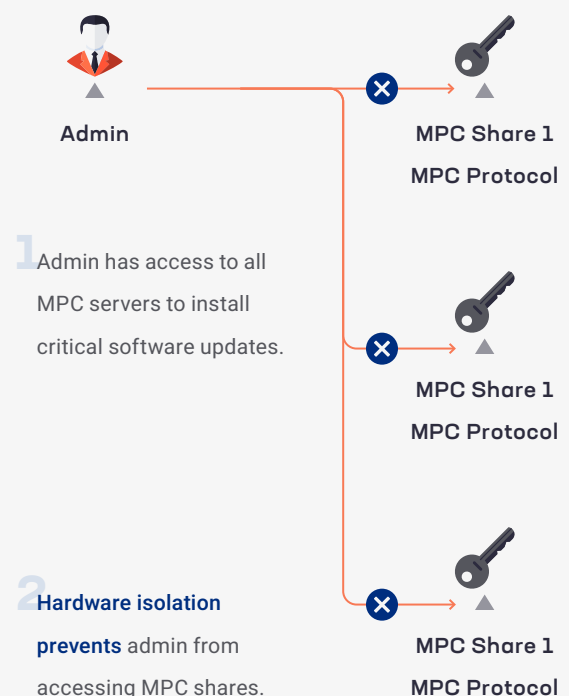 Admin
MPC Share 1
MPC Protocol
1
Admin has access to all
MPC servers to install
critical software updates.
MPC Share 1
MPC Protocol
2
Hardware isolation
prevents admin from
accessing MPC shares.
MPC Share 1
MPC Protocol